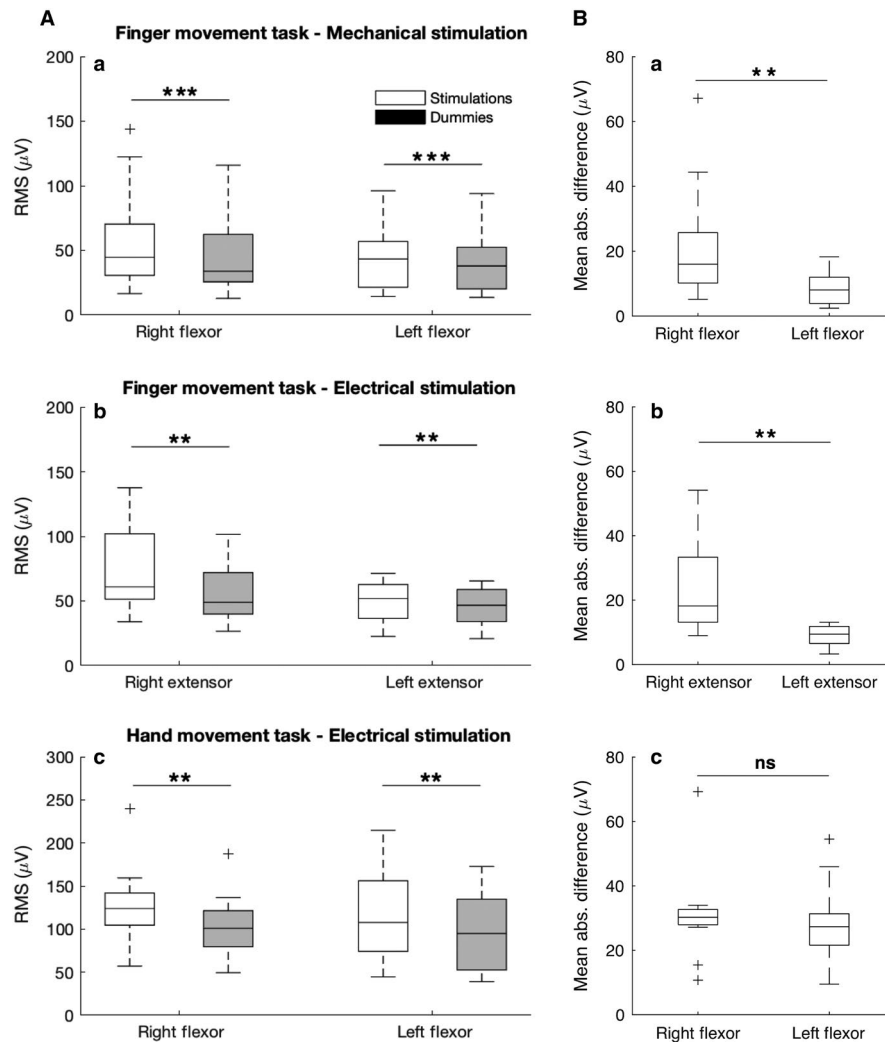 A
Finger movement task - Mechanical stimulation
a
200
150
100
50
0
RMS (μV)
***
***
Stimulations
Dummies
Right flexor
Left flexor
B
a
80
60
40
20
0
Mean abs. difference (μV)
**
Right flexor
Left flexor
Finger movement task - Electrical stimulation
b
200
150
100
50
0
RMS (μV)
**
**
Right extensor
Left extensor
b
80
60
40
20
0
Mean abs. difference (μV)
**
Right extensor
Left extensor
Hand movement task - Electrical stimulation
c
300
250
200
150
100
50
0
RMS (μV)
**
**
Right flexor
Left flexor
c
80
60
40
20
0
Mean abs. difference (μV)
ns
Right flexor
Left flexor